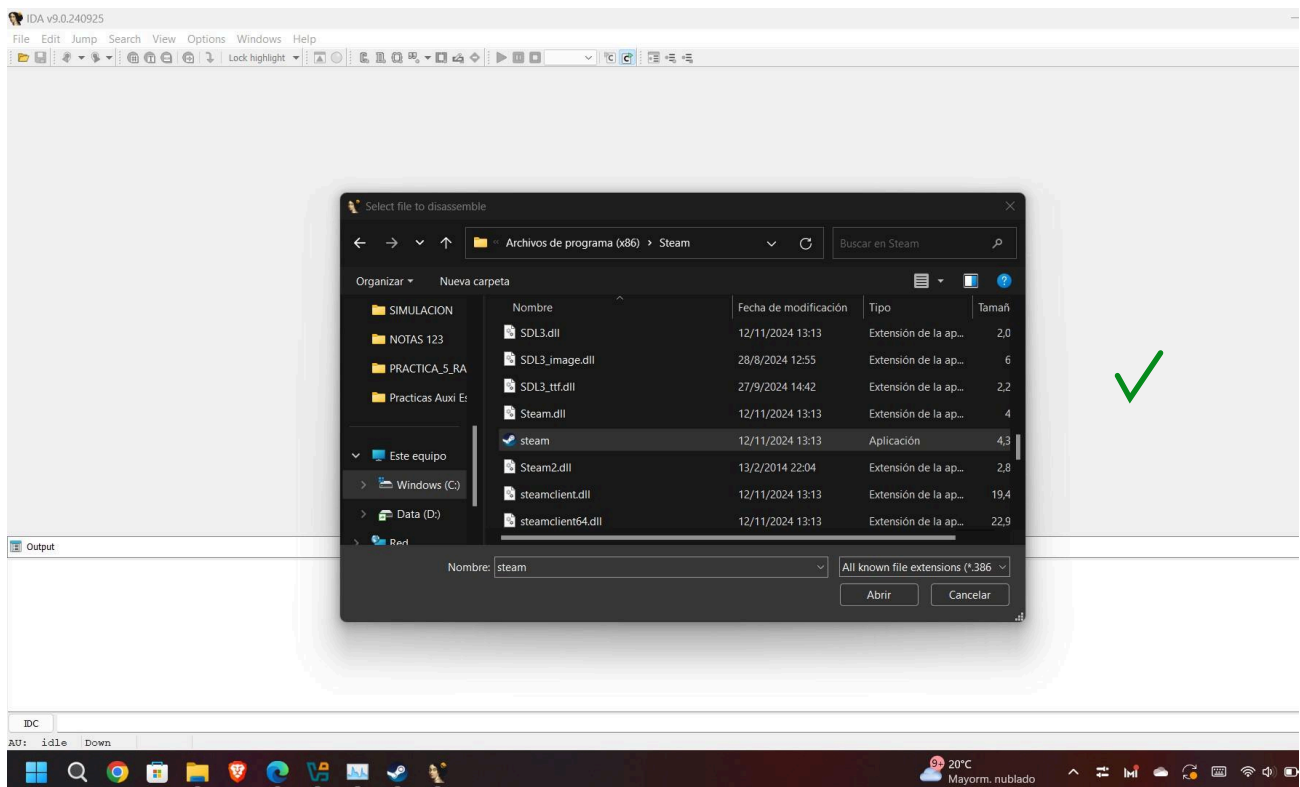 IDA v9.0.240925
File Edit Jump Search View Options Windows Help
Lock highlight
Select file to disassemble
Archivos de programa (x86) > Steam
Buscar en Steam
Organizar
Nueva carpeta
Nombre
Fecha de modificación
Tipo
Tamañ
SIMULACION
NOTAS 123
PRACTICA_5_RA
Practicas Auxi Es
Este equipo
Windows (C:)
Data (D:)
Red
SDL3.dll 12/11/2024 13:13 Extensión de la ap... 2,0
SDL3_image.dll 28/8/2024 12:55 Extensión de la ap... 6
SDL3_ttf.dll 27/9/2024 14:42 Extensión de la ap... 2,2
Steam.dll 12/11/2024 13:13 Extensión de la ap... 4
steam 12/11/2024 13:13 Aplicación 4,3
Steam2.dll 13/2/2014 22:04 Extensión de la ap... 2,8
steamclient.dll 12/11/2024 13:13 Extensión de la ap... 19,4
steamclient64.dll 12/11/2024 13:13 Extensión de la ap... 22,9
Nombre: steam
All known file extensions (*.386
Abrir
Cancelar
Output
IDC
AU: idle Down
9+
20°C
Mayorm. nublado